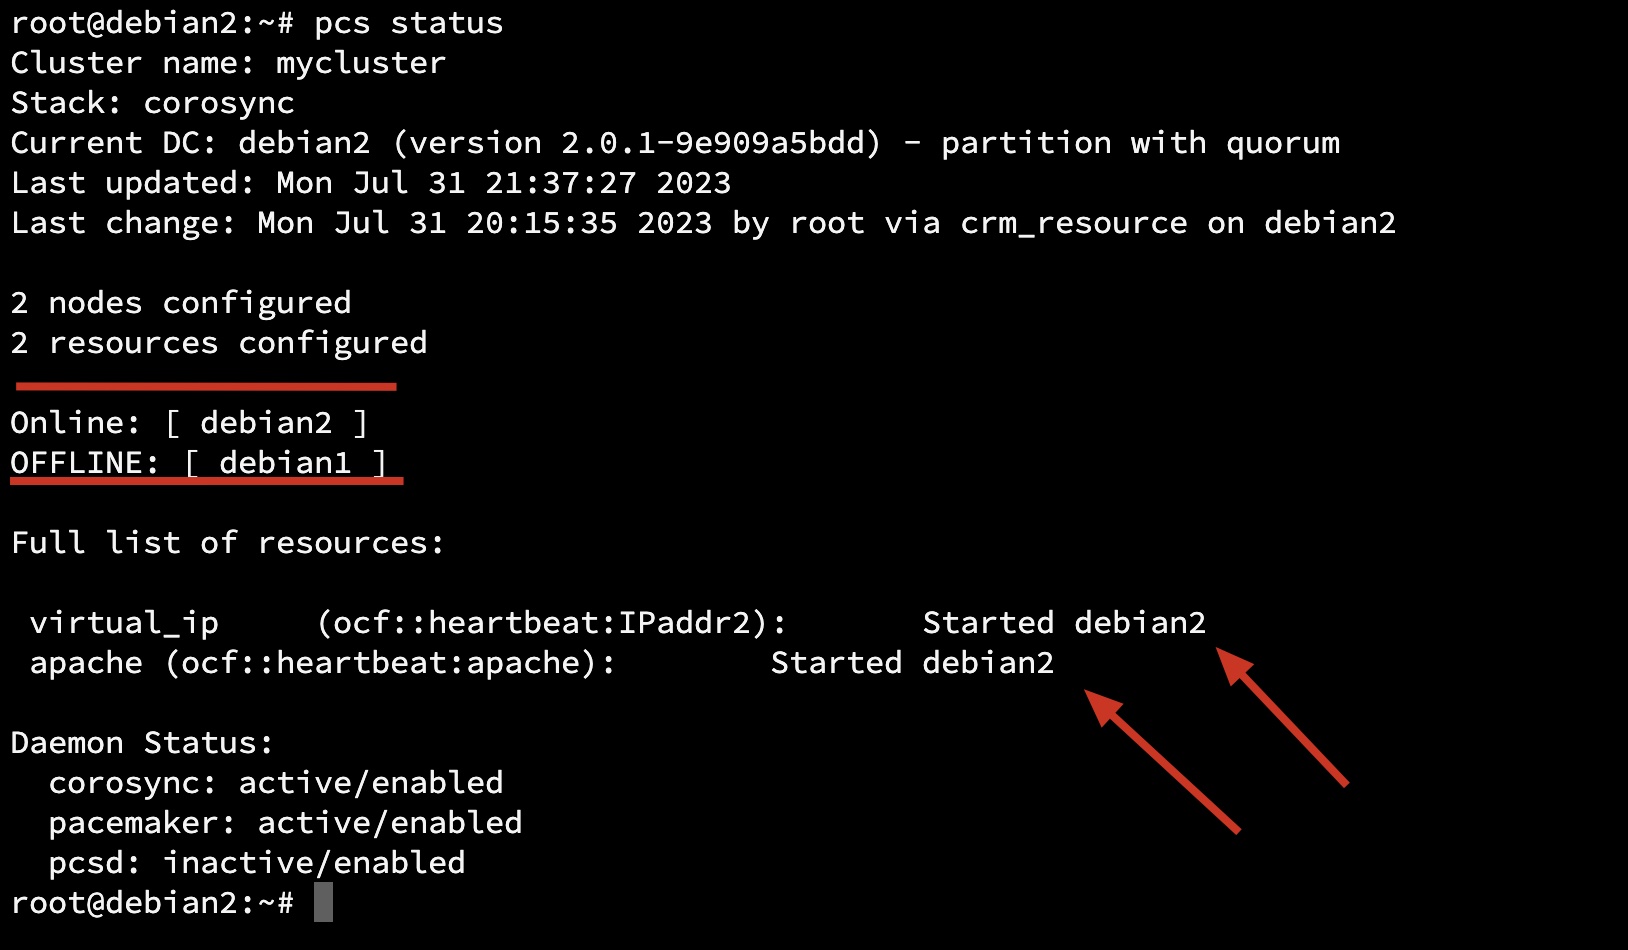 root@debian2:~# pcs status
Cluster name: mycluster
Stack: corosync
Current DC: debian2 (version 2.0.1-9e909a5bdd) - partition with quorum
Last updated: Mon Jul 31 21:37:27 2023
Last change: Mon Jul 31 20:15:35 2023 by root via crm_resource on debian2

2 nodes configured
2 resources configured

Online: [ debian2 ]
OFFLINE: [ debian1 ]

Full list of resources:

 virtual_ip     (ocf::heartbeat:IPaddr2):       Started debian2
 apache (ocf::heartbeat:apache):        Started debian2

Daemon Status:
  corosync: active/enabled
  pacemaker: active/enabled
  pcsd: inactive/enabled
root@debian2:~#